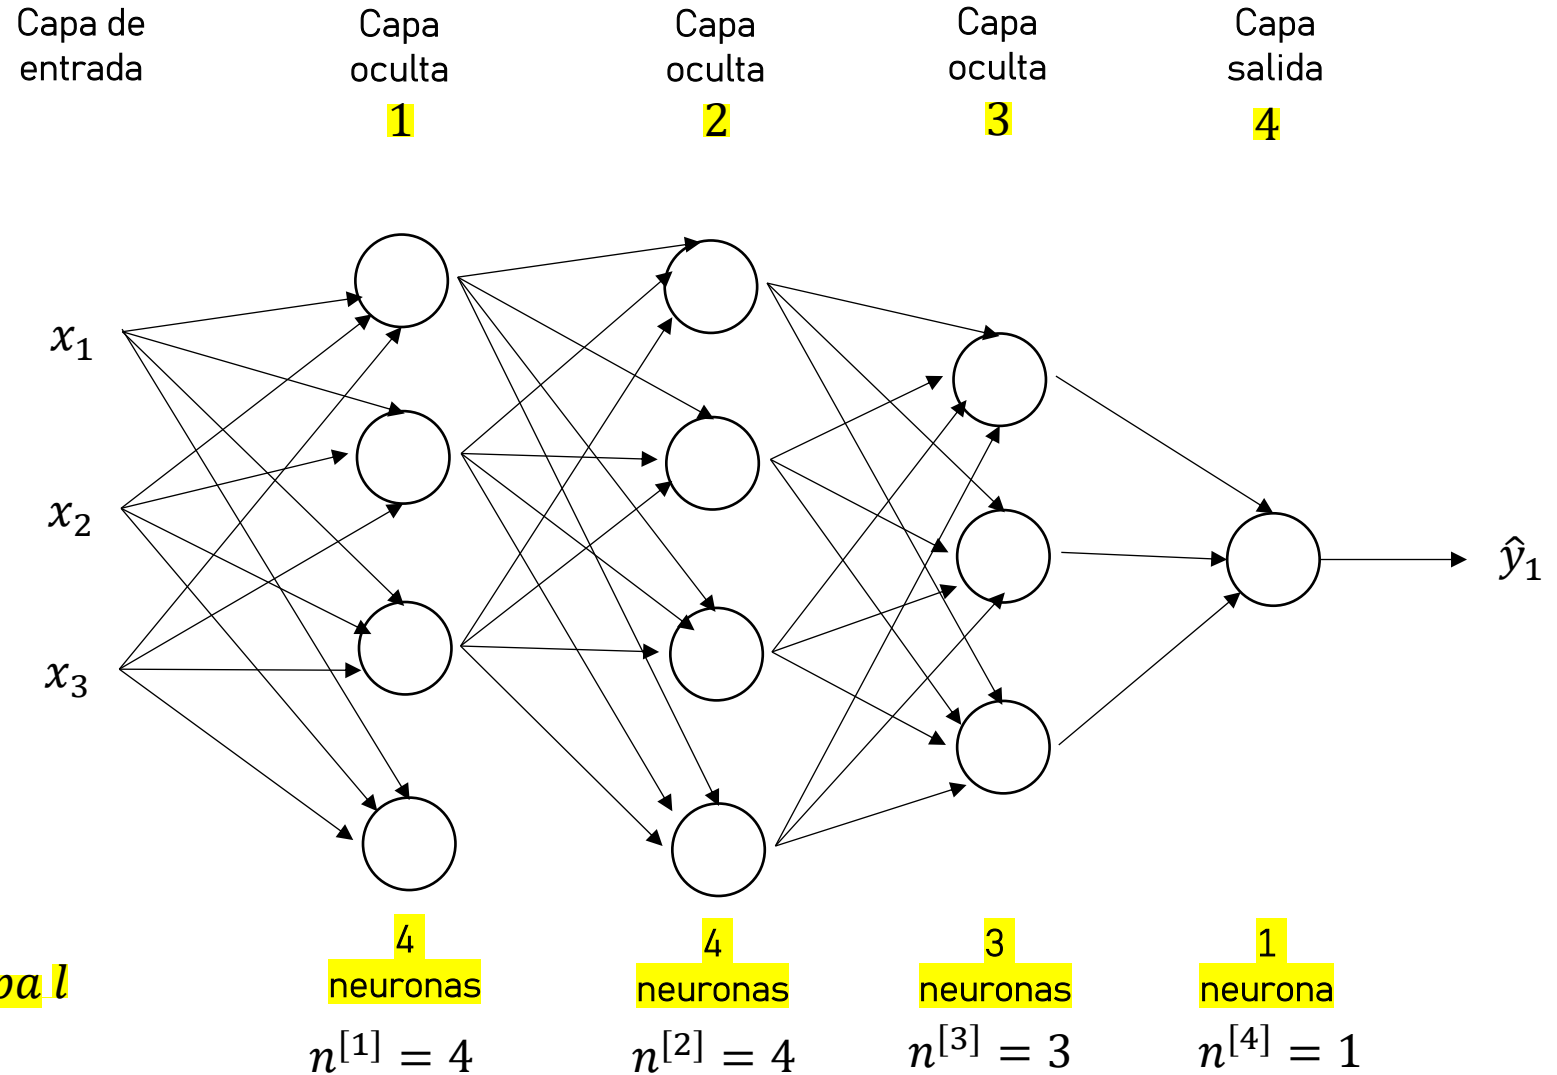 Capa de
entrada
Capa
oculta
1
Capa
oculta
2
Capa
oculta
3
Capa
salida
4
x₁
x₂
x₃
ŷ₁
l
4
neuronas
4
neuronas
3
neuronas
1
neurona
n^[1] = 4
n^[2] = 4
n^[3] = 3
n^[4] = 1